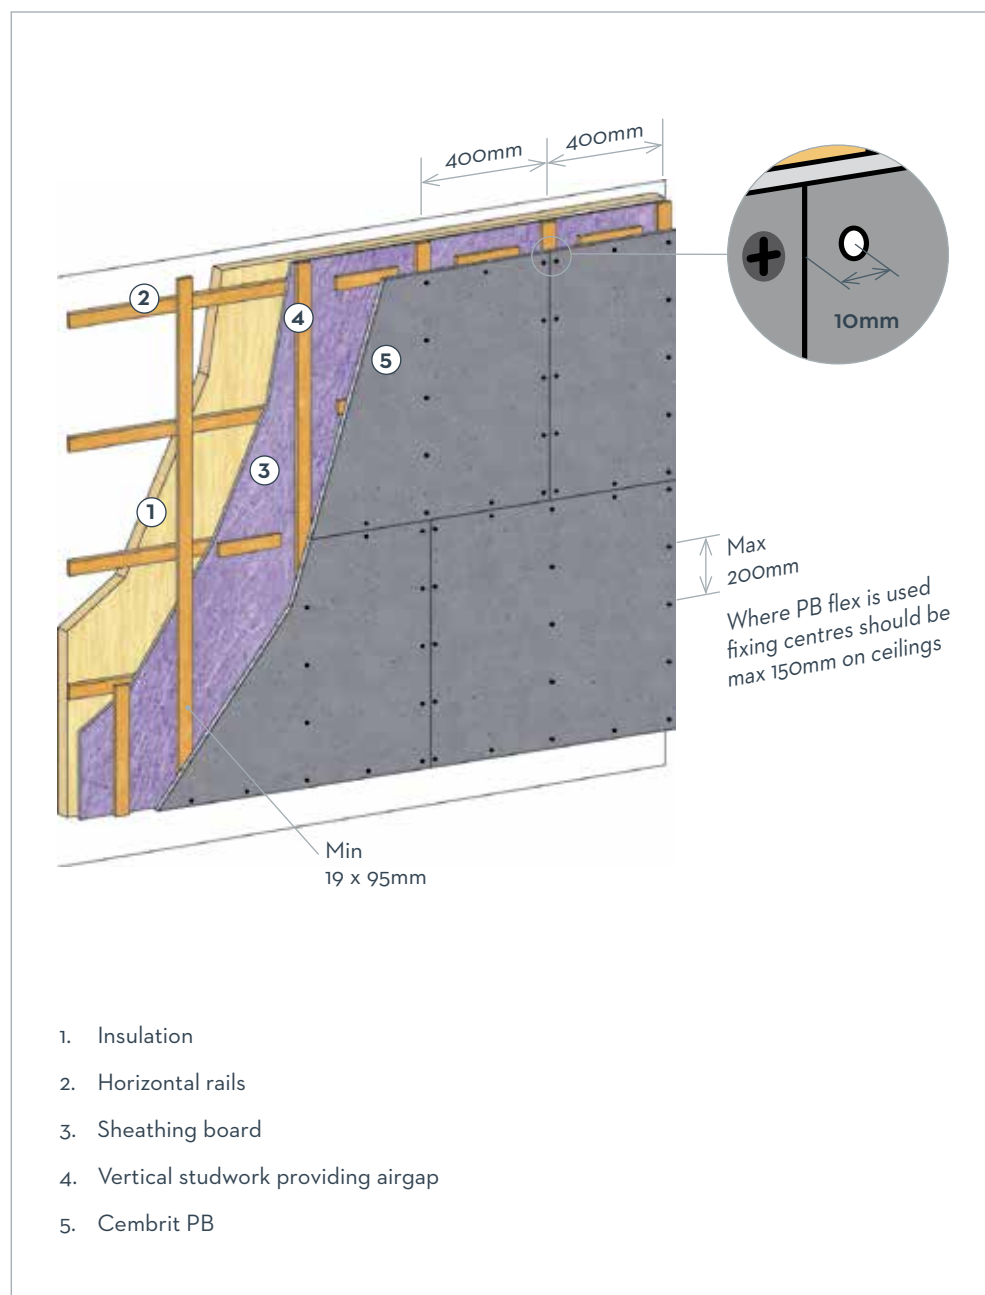 400mm
400mm
2
4
5
3
1
10mm
Max
200mm
Where PB flex is used
fixing centres should be
max 150mm on ceilings
Min
19 x 95mm
1. Insulation
2. Horizontal rails
3. Sheathing board
4. Vertical studwork providing airgap
5. Cembrit PB